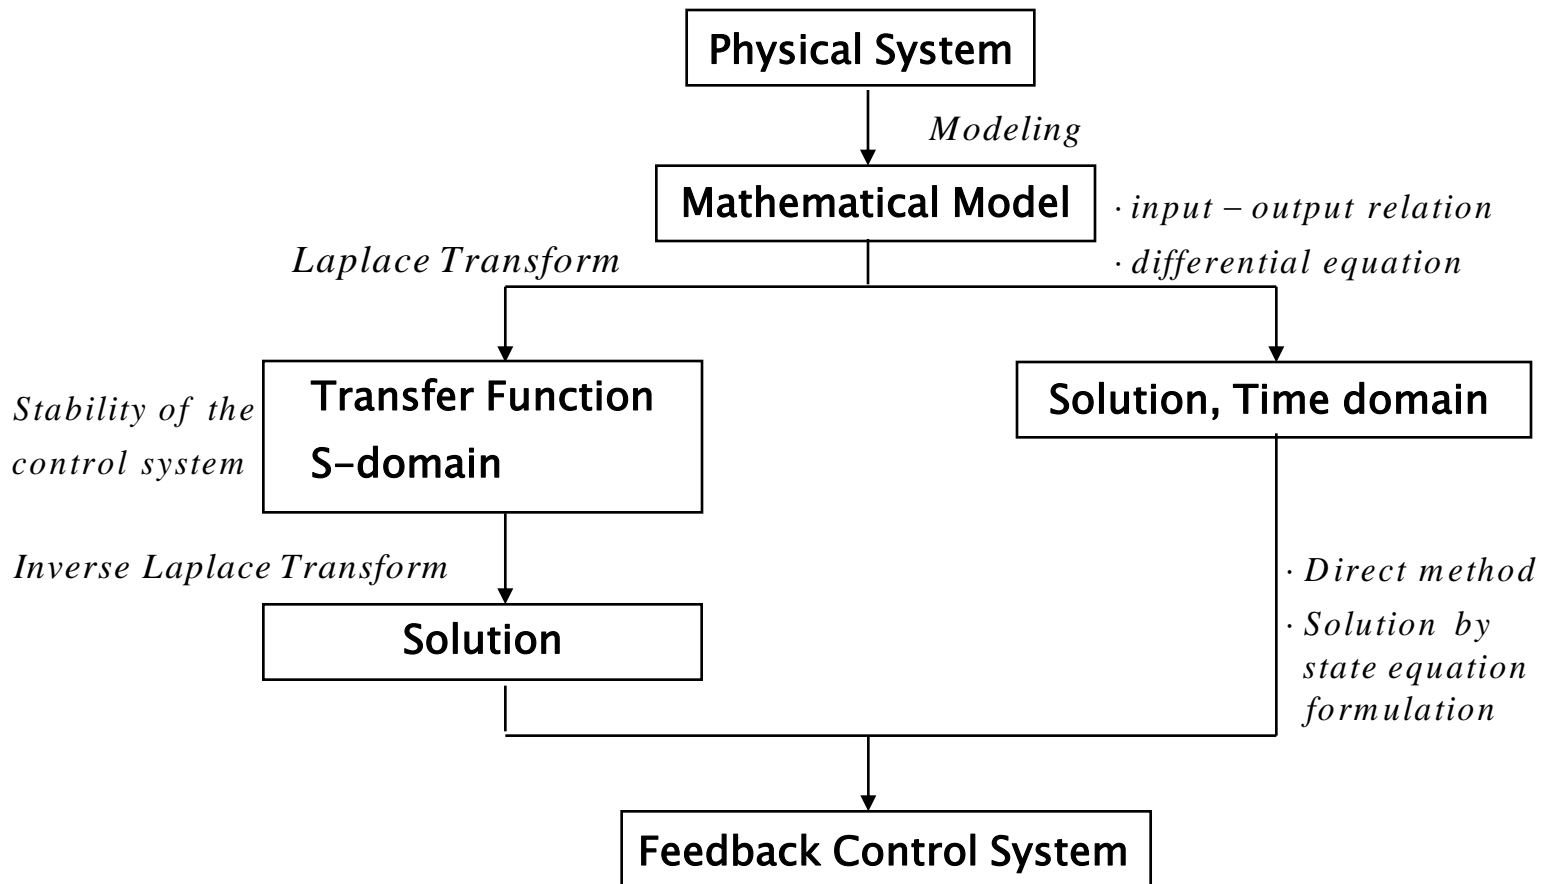 Physical System
Modeling
Mathematical Model
· input – output relation
· differential equation
Laplace Transform
Transfer Function
S-domain
Stability of the
control system
Solution, Time domain
Inverse Laplace Transform
Solution
· Direct method
· Solution by
state equation
formulation
Feedback Control System